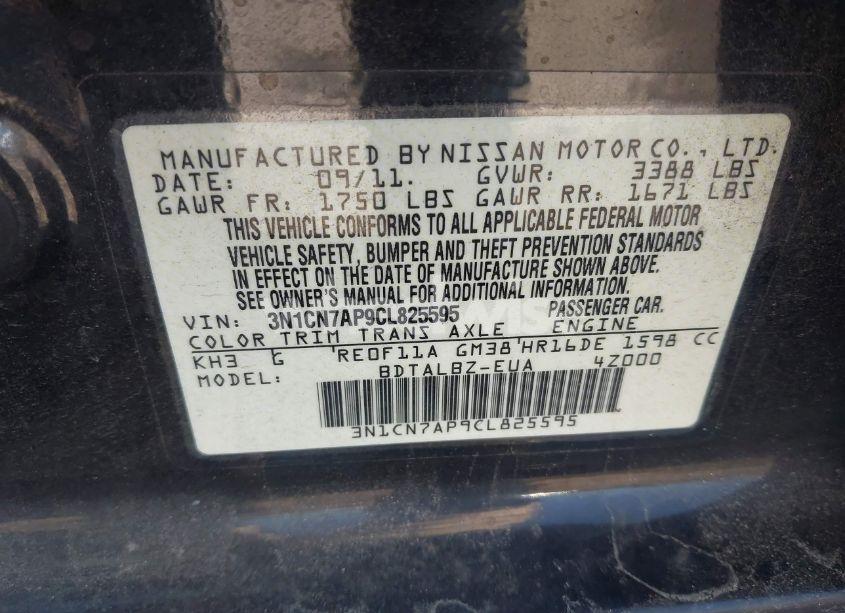 MANUFACTURED BY NISSAN MOTOR CO., LTD.
DATE: 09/11. GVWR: 3388 LBS
GAWR FR: 1750 LBS GAWR RR: 1671 LBS
THIS VEHICLE CONFORMS TO ALL APPLICABLE FEDERAL MOTOR
VEHICLE SAFETY, BUMPER AND THEFT PREVENTION STANDARDS
IN EFFECT ON THE DATE OF MANUFACTURE SHOWN ABOVE.
SEE OWNER'S MANUAL FOR ADDITIONAL INFORMATION.
VIN: 3N1CN7AP9CL825595 PASSENGER CAR.
COLOR TRIM TRANS AXLE ENGINE
KH3 G RE0F11A GM38 HR16DE 1598 CC
MODEL: BDTALBZ-EUA 4Z000
3N1CN7AP9CL825595